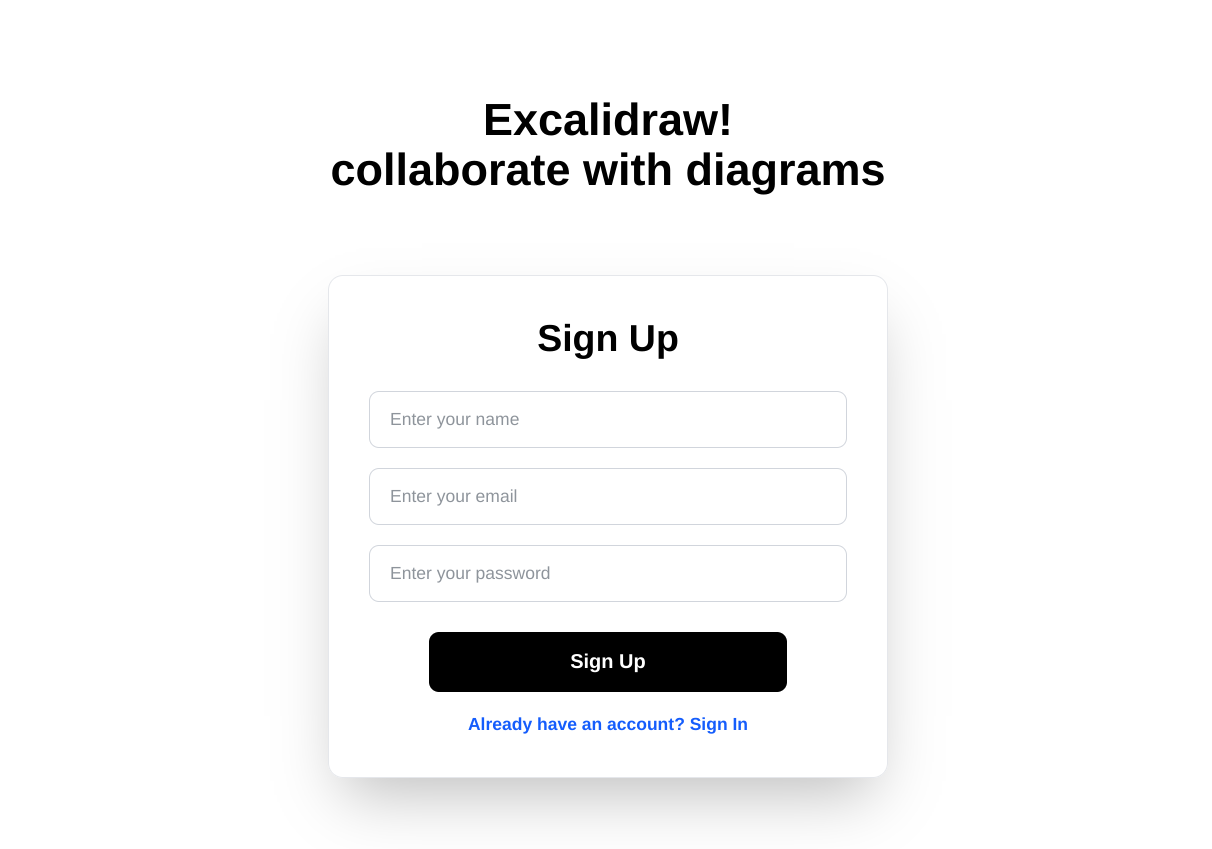 Excalidraw!
collaborate with diagrams
Sign Up
Enter your name
Enter your email
Enter your password
Sign Up
Already have an account? Sign In